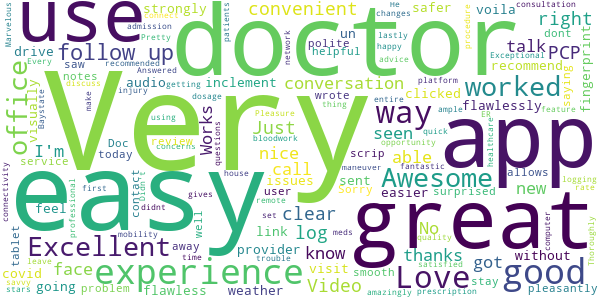 use
doctor
very
easy
app
great
office
follow up
strongly
convenient
un
voila
right
admission
Pretty
Every
drive
saw
recommended
Answered
polite
helpful
patients
He
changes
safer
talk
PCP
consultation
Exceptional
advice
lastly
happy
dont
procedure
Marvelous
network
notes
audio
getting
inclement
conversation
recommend
fingerprint
saying
platform
discuss
visually
injury
wrote
thing
clicked
entire
ample
worked
flawlessly
feature
Baystate
make
dosage
using
Works
Pleasure
way
seen
ER
quick
I'm
Doc
today
concerns
review
questions
Just
bloodwork
nice
call
issues
able
opportunity
healthcare
fantastic
maneuver
Awesome
easier
surprised
allows
new
logging
rate
connectivity
service
first
feel
professional
contact
Didn't
didnt
gives
house
user
remote
scrip
sent
sorry
No
quality
computer
Thoroughly
tablet
Excellent
mobility
well
set
clear
link
log
meds
provider
know
Love
thanks
satisfied
got
without
good
savvy
covid
stars
leave
going
face
problem
away
time
experience
flawless
weather
trouble
visit
Video
smooth
stay
amazingly
prescription
pleasantly